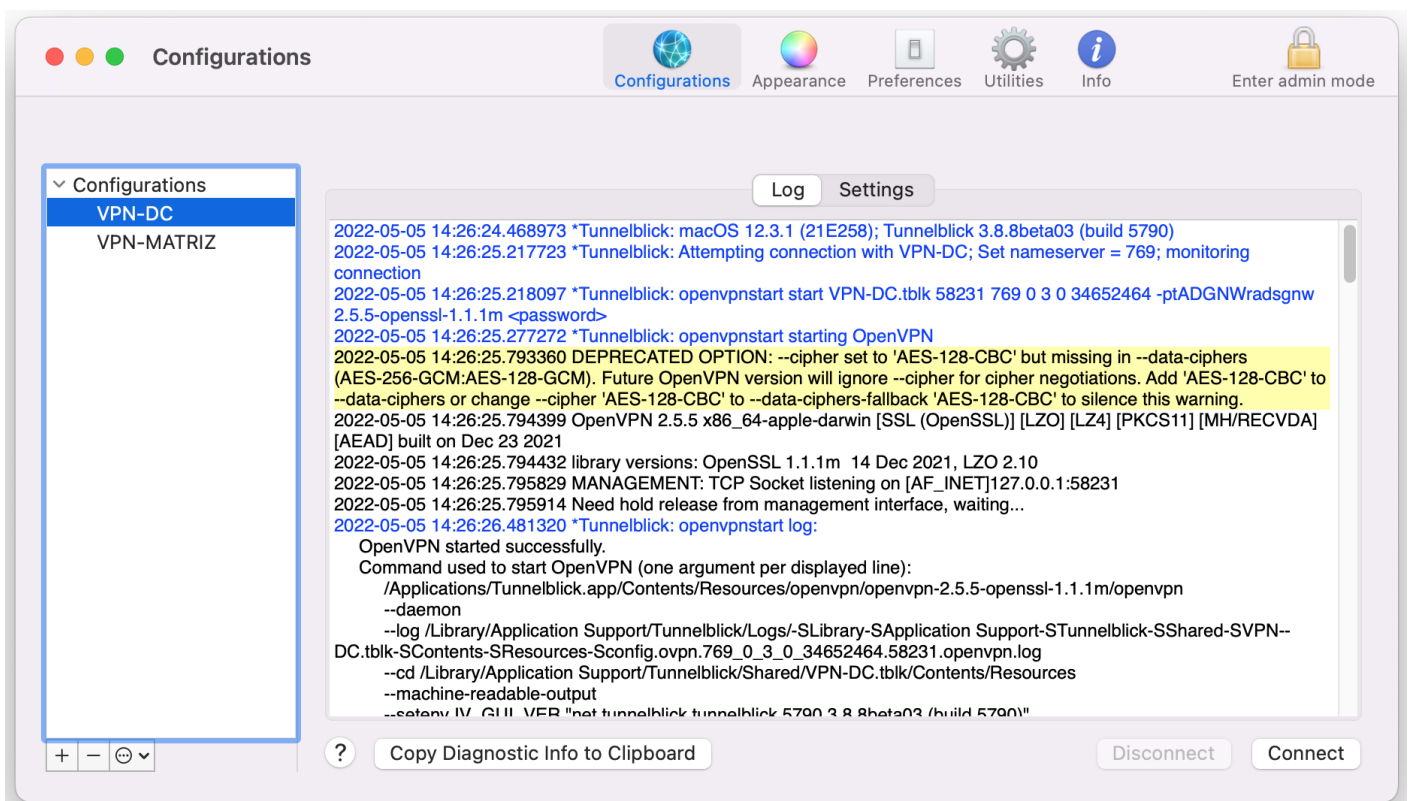 Configurations
Configurations
Appearance
Preferences
Utilities
Info
Enter admin mode
Configurations
VPN-DC
VPN-MATRIZ
Log
Settings
2022-05-05 14:26:24.468973 *Tunnelblick: macOS 12.3.1 (21E258); Tunnelblick 3.8.8beta03 (build 5790)
2022-05-05 14:26:25.217723 *Tunnelblick: Attempting connection with VPN-DC; Set nameserver = 769; monitoring
connection
2022-05-05 14:26:25.218097 *Tunnelblick: openvpnstart start VPN-DC.tblk 58231 769 0 3 0 34652464 -ptADGNWradsgnw
2.5.5-openssl-1.1.1m <password>
2022-05-05 14:26:25.277272 *Tunnelblick: openvpnstart starting OpenVPN
2022-05-05 14:26:25.793360 DEPRECATED OPTION: --cipher set to 'AES-128-CBC' but missing in --data-ciphers
(AES-256-GCM:AES-128-GCM). Future OpenVPN version will ignore --cipher for cipher negotiations. Add 'AES-128-CBC' to
--data-ciphers or change --cipher 'AES-128-CBC' to --data-ciphers-fallback 'AES-128-CBC' to silence this warning.
2022-05-05 14:26:25.794399 OpenVPN 2.5.5 x86_64-apple-darwin [SSL (OpenSSL)] [LZO] [LZ4] [PKCS11] [MH/RECVDA]
[AEAD] built on Dec 23 2021
2022-05-05 14:26:25.794432 library versions: OpenSSL 1.1.1m  14 Dec 2021, LZO 2.10
2022-05-05 14:26:25.795829 MANAGEMENT: TCP Socket listening on [AF_INET]127.0.0.1:58231
2022-05-05 14:26:25.795914 Need hold release from management interface, waiting...
2022-05-05 14:26:26.481320 *Tunnelblick: openvpnstart log:
OpenVPN started successfully.
Command used to start OpenVPN (one argument per displayed line):
/Applications/Tunnelblick.app/Contents/Resources/openvpn/openvpn-2.5.5-openssl-1.1.1m/openvpn
--daemon
--log /Library/Application Support/Tunnelblick/Logs/-SLibrary-SApplication Support-STunnelblick-SShared-SVPN--
DC.tblk-SContents-SResources-Sconfig.ovpn.769_0_3_0_34652464.58231.openvpn.log
--cd /Library/Application Support/Tunnelblick/Shared/VPN-DC.tblk/Contents/Resources
--machine-readable-output
--setenv IV_GUI_VER "net.tunnelblick.tunnelblick 5790 3.8.8beta03 (build 5790)"
+ −
?
Copy Diagnostic Info to Clipboard
Disconnect
Connect